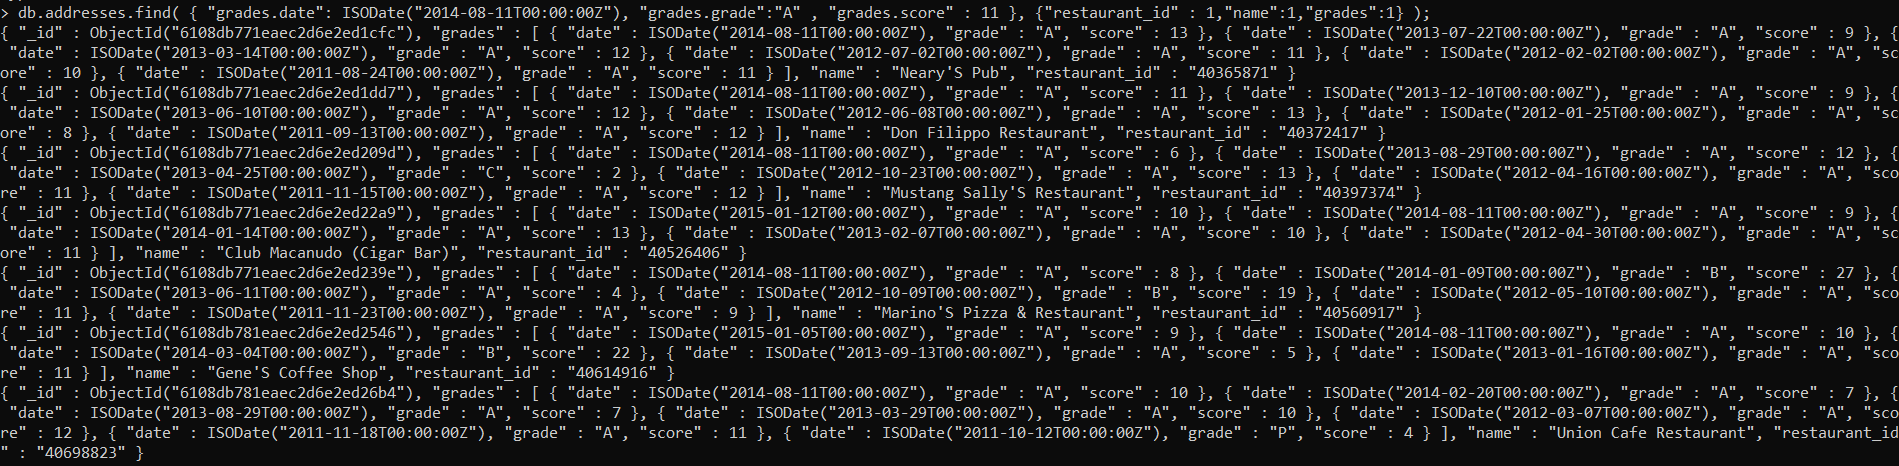 > db.addresses.find( { "grades.date": ISODate("2014-08-11T00:00:00Z"), "grades.grade":"A" , "grades.score" : 11 }, {"restaurant_id" : 1,"name":1,"grades":1} );
{ "_id" : ObjectId("6108db771eaec2d6e2ed1cfc"), "grades" : [ { "date" : ISODate("2014-08-11T00:00:00Z"), "grade" : "A", "score" : 13 }, { "date" : ISODate("2013-07-22T00:00:00Z"), "grade" : "A", "score" : 9 }, {
 "date" : ISODate("2013-03-14T00:00:00Z"), "grade" : "A", "score" : 12 }, { "date" : ISODate("2012-07-02T00:00:00Z"), "grade" : "A", "score" : 11 }, { "date" : ISODate("2012-02-02T00:00:00Z"), "grade" : "A", "sc
ore" : 10 }, { "date" : ISODate("2011-08-24T00:00:00Z"), "grade" : "A", "score" : 11 } ], "name" : "Neary'S Pub", "restaurant_id" : "40365871" }
{ "_id" : ObjectId("6108db771eaec2d6e2ed1dd7"), "grades" : [ { "date" : ISODate("2014-08-11T00:00:00Z"), "grade" : "A", "score" : 11 }, { "date" : ISODate("2013-12-10T00:00:00Z"), "grade" : "A", "score" : 9 }, {
 "date" : ISODate("2013-06-10T00:00:00Z"), "grade" : "A", "score" : 12 }, { "date" : ISODate("2012-06-08T00:00:00Z"), "grade" : "A", "score" : 13 }, { "date" : ISODate("2012-01-25T00:00:00Z"), "grade" : "A", "sc
ore" : 8 }, { "date" : ISODate("2011-09-13T00:00:00Z"), "grade" : "A", "score" : 12 } ], "name" : "Don Filippo Restaurant", "restaurant_id" : "40372417" }
{ "_id" : ObjectId("6108db771eaec2d6e2ed209d"), "grades" : [ { "date" : ISODate("2014-08-11T00:00:00Z"), "grade" : "A", "score" : 6 }, { "date" : ISODate("2013-08-29T00:00:00Z"), "grade" : "A", "score" : 12 }, {
 "date" : ISODate("2013-04-25T00:00:00Z"), "grade" : "C", "score" : 2 }, { "date" : ISODate("2012-10-23T00:00:00Z"), "grade" : "A", "score" : 13 }, { "date" : ISODate("2012-04-16T00:00:00Z"), "grade" : "A", "sco
re" : 11 }, { "date" : ISODate("2011-11-15T00:00:00Z"), "grade" : "A", "score" : 12 } ], "name" : "Mustang Sally'S Restaurant", "restaurant_id" : "40397374" }
{ "_id" : ObjectId("6108db771eaec2d6e2ed22a9"), "grades" : [ { "date" : ISODate("2015-01-12T00:00:00Z"), "grade" : "A", "score" : 10 }, { "date" : ISODate("2014-08-11T00:00:00Z"), "grade" : "A", "score" : 9 }, {
 "date" : ISODate("2014-01-14T00:00:00Z"), "grade" : "A", "score" : 13 }, { "date" : ISODate("2013-02-07T00:00:00Z"), "grade" : "A", "score" : 10 }, { "date" : ISODate("2012-04-30T00:00:00Z"), "grade" : "A", "sc
ore" : 11 } ], "name" : "Club Macanudo (Cigar Bar)", "restaurant_id" : "40526406" }
{ "_id" : ObjectId("6108db771eaec2d6e2ed239e"), "grades" : [ { "date" : ISODate("2014-08-11T00:00:00Z"), "grade" : "A", "score" : 8 }, { "date" : ISODate("2014-01-09T00:00:00Z"), "grade" : "B", "score" : 27 }, {
 "date" : ISODate("2013-06-11T00:00:00Z"), "grade" : "A", "score" : 4 }, { "date" : ISODate("2012-10-09T00:00:00Z"), "grade" : "B", "score" : 19 }, { "date" : ISODate("2012-05-10T00:00:00Z"), "grade" : "A", "sco
re" : 11 }, { "date" : ISODate("2011-11-23T00:00:00Z"), "grade" : "A", "score" : 9 } ], "name" : "Marino'S Pizza & Restaurant", "restaurant_id" : "40560917" }
{ "_id" : ObjectId("6108db781eaec2d6e2ed2546"), "grades" : [ { "date" : ISODate("2015-01-05T00:00:00Z"), "grade" : "A", "score" : 9 }, { "date" : ISODate("2014-08-11T00:00:00Z"), "grade" : "A", "score" : 10 }, {
 "date" : ISODate("2014-03-04T00:00:00Z"), "grade" : "B", "score" : 22 }, { "date" : ISODate("2013-09-13T00:00:00Z"), "grade" : "A", "score" : 5 }, { "date" : ISODate("2013-01-16T00:00:00Z"), "grade" : "A", "sco
re" : 11 } ], "name" : "Gene'S Coffee Shop", "restaurant_id" : "40614916" }
{ "_id" : ObjectId("6108db781eaec2d6e2ed26b4"), "grades" : [ { "date" : ISODate("2014-08-11T00:00:00Z"), "grade" : "A", "score" : 10 }, { "date" : ISODate("2014-02-20T00:00:00Z"), "grade" : "A", "score" : 7 }, {
 "date" : ISODate("2013-08-29T00:00:00Z"), "grade" : "A", "score" : 7 }, { "date" : ISODate("2013-03-29T00:00:00Z"), "grade" : "A", "score" : 10 }, { "date" : ISODate("2012-03-07T00:00:00Z"), "grade" : "A", "sco
re" : 12 }, { "date" : ISODate("2011-11-18T00:00:00Z"), "grade" : "A", "score" : 11 }, { "date" : ISODate("2011-10-12T00:00:00Z"), "grade" : "P", "score" : 4 } ], "name" : "Union Cafe Restaurant", "restaurant_id
" : "40698823" }